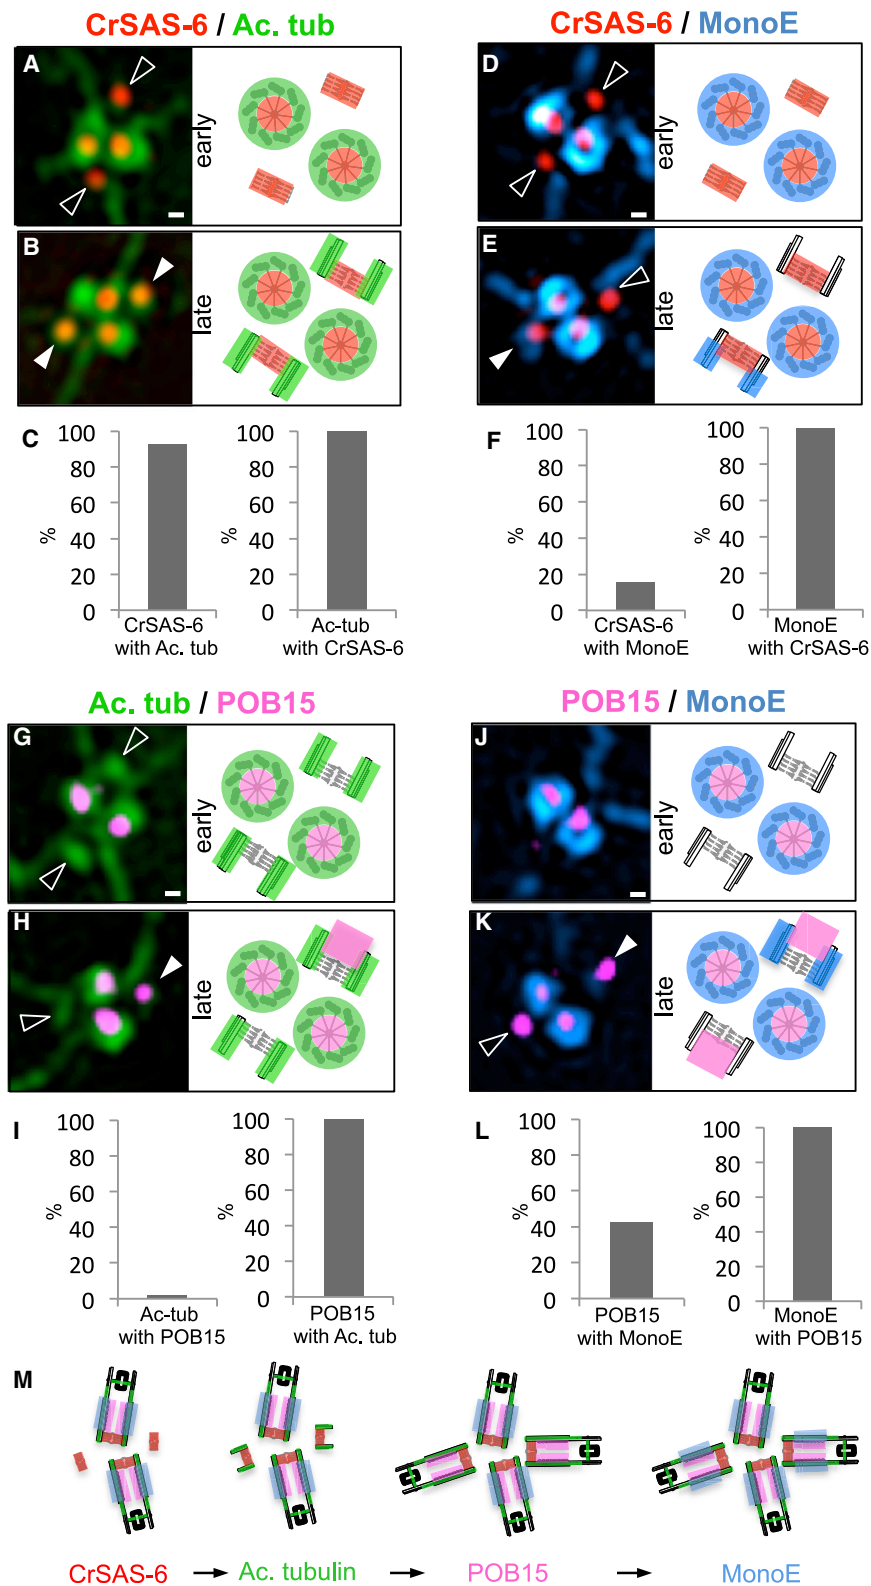 CrSAS-6 / Ac. tub
CrSAS-6 / MonoE
A
early
D
early
B
late
E
late
C
%
100
80
60
40
20
0
CrSAS-6
with Ac. tub
%
100
80
60
40
20
0
Ac-tub
with CrSAS-6
F
%
100
80
60
40
20
0
CrSAS-6
with MonoE
%
100
80
60
40
20
0
MonoE
with CrSAS-6
Ac. tub / POB15
POB15 / MonoE
G
early
J
early
H
late
K
late
I
%
100
80
60
40
20
0
Ac-tub
with POB15
%
100
80
60
40
20
0
POB15
with Ac. tub
L
%
100
80
60
40
20
0
POB15
with MonoE
%
100
80
60
40
20
0
MonoE
with POB15
M
CrSAS-6 → Ac. tubulin → POB15 → MonoE